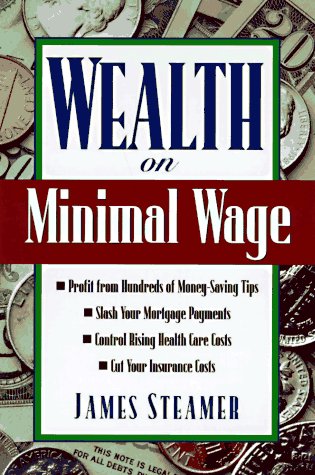 WEALTH
on
Minimal Wage
■ Profit from Hundreds of Money-Saving Tips
■ Slash Your Mortgage Payments
■ Control Rising Health Care Costs
■ Cut Your Insurance Costs
JAMES STEAMER
THIS NOTE IS LEGAL
FOR ALL DEBTS,